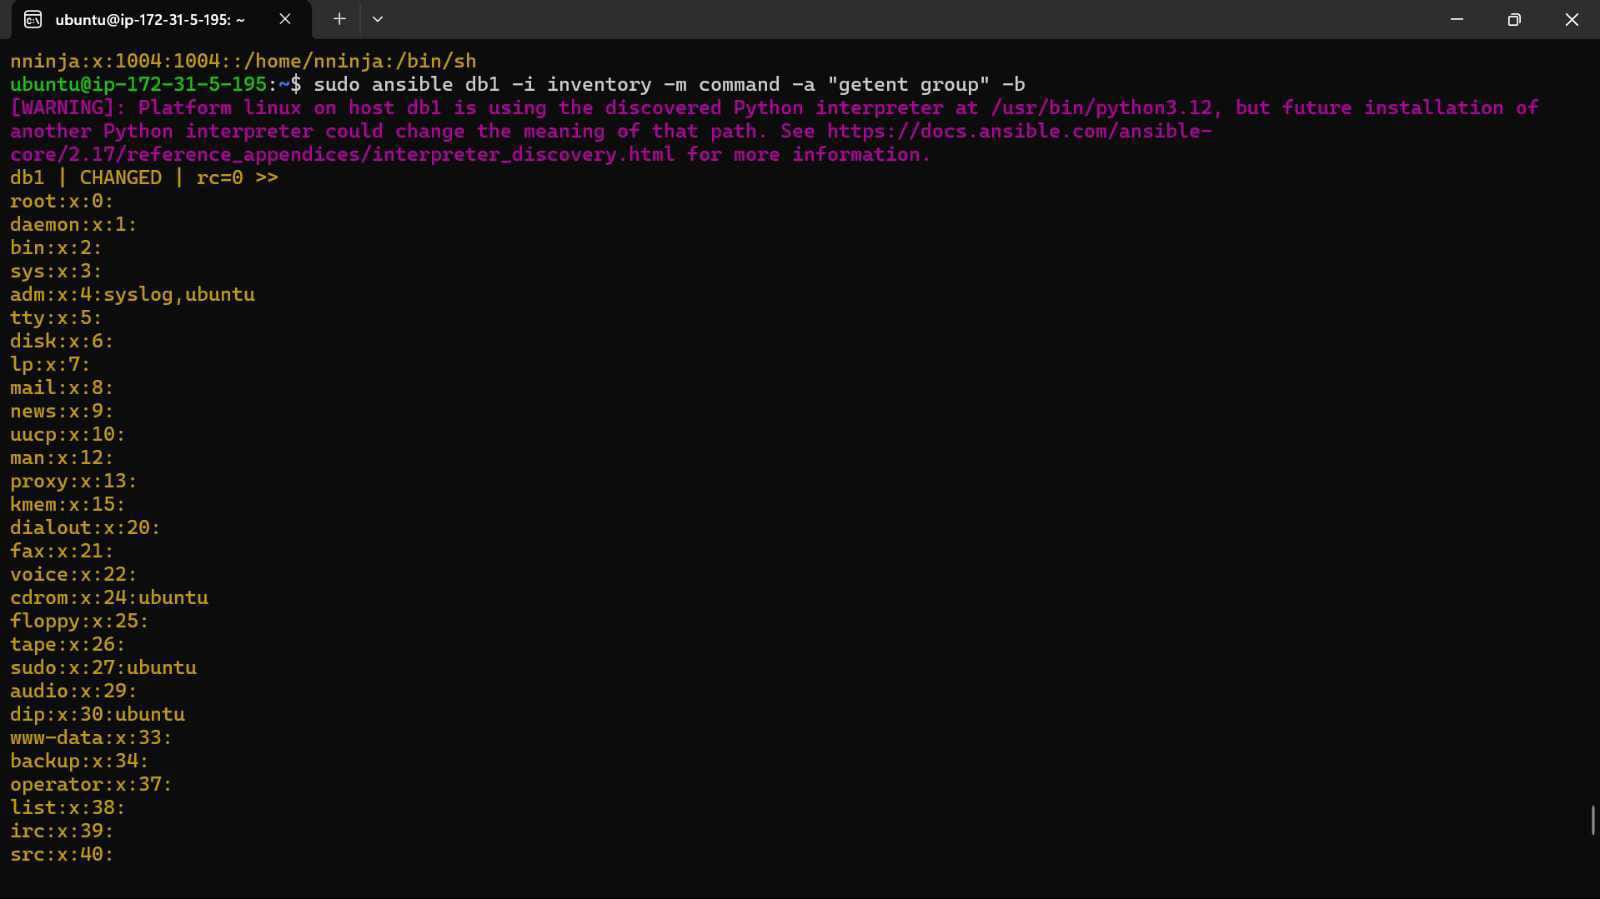 ubuntu@ip-172-31-5-195: ~
nninja:x:1004:1004::/home/nninja:/bin/sh
ubuntu@ip-172-31-5-195:~$ sudo ansible db1 -i inventory -m command -a "getent group" -b
[WARNING]: Platform linux on host db1 is using the discovered Python interpreter at /usr/bin/python3.12, but future installation of
another Python interpreter could change the meaning of that path. See https://docs.ansible.com/ansible-
core/2.17/reference_appendices/interpreter_discovery.html for more information.
db1 | CHANGED | rc=0 >>
root:x:0:
daemon:x:1:
bin:x:2:
sys:x:3:
adm:x:4:syslog,ubuntu
tty:x:5:
disk:x:6:
lp:x:7:
mail:x:8:
news:x:9:
uucp:x:10:
man:x:12:
proxy:x:13:
kmem:x:15:
dialout:x:20:
fax:x:21:
voice:x:22:
cdrom:x:24:ubuntu
floppy:x:25:
tape:x:26:
sudo:x:27:ubuntu
audio:x:29:
dip:x:30:ubuntu
www-data:x:33:
backup:x:34:
operator:x:37:
list:x:38:
irc:x:39:
src:x:40: